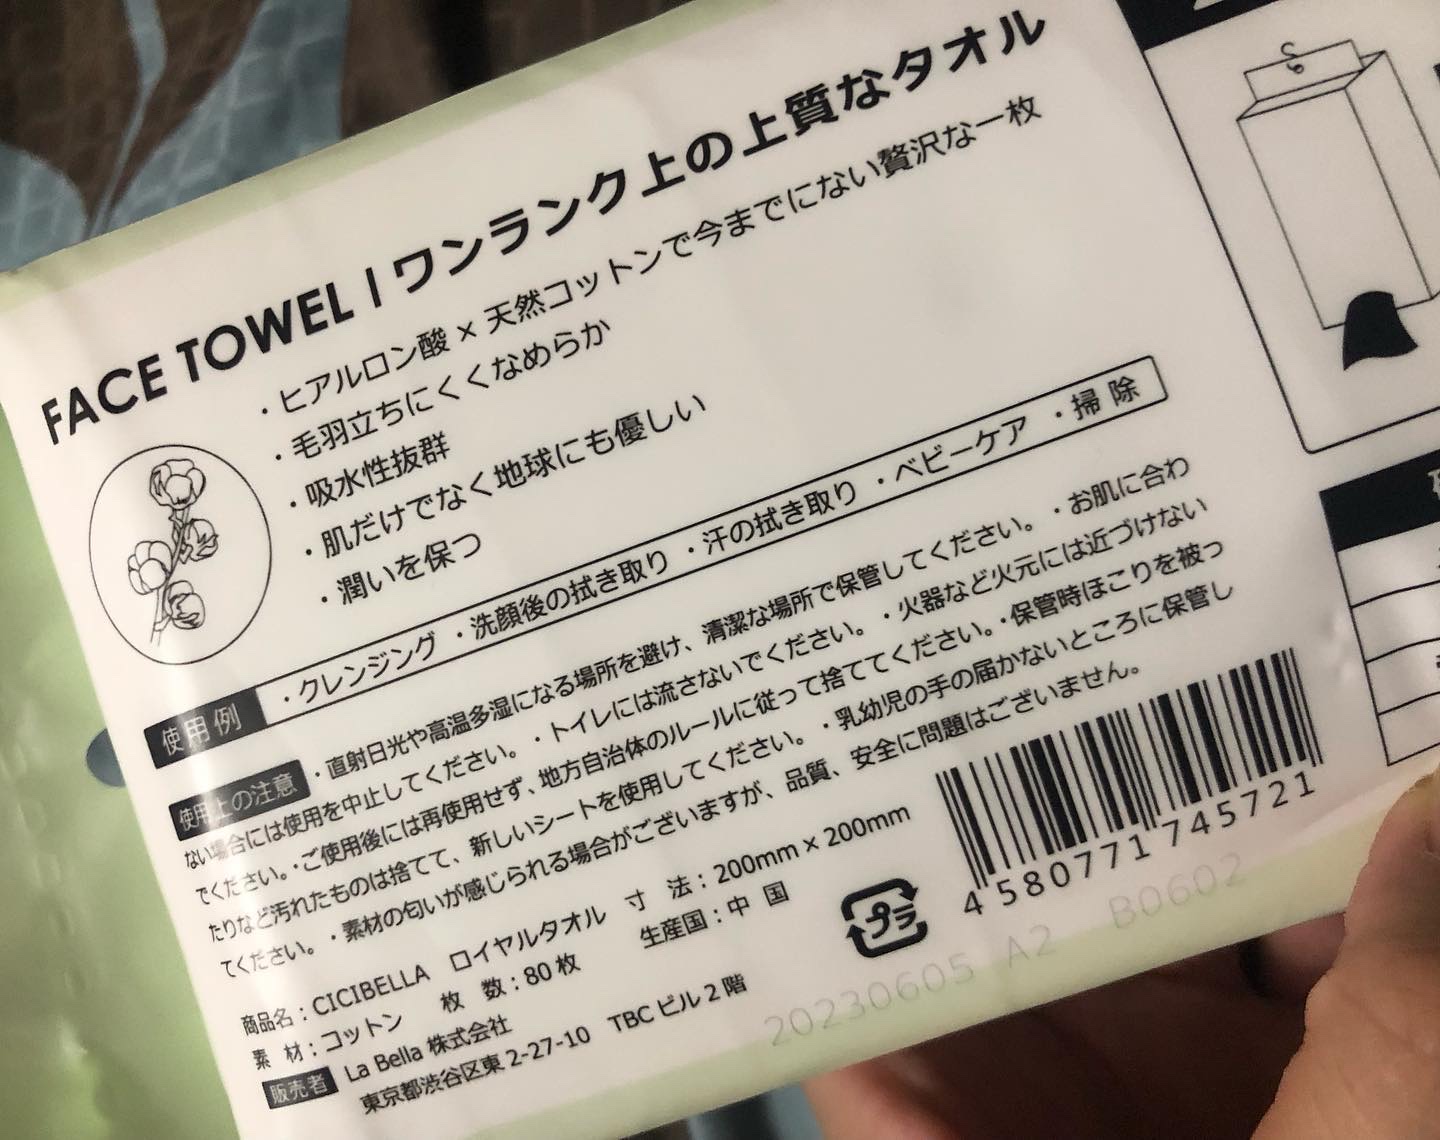 FACE TOWEL | ワンランク上の上質なタオル
・ヒアルロン酸 × 天然コットンで今までにない贅沢な一枚
・毛羽立ちにくくなめらか
・吸水性抜群
・肌だけでなく地球にも優しい
・潤いを保つ
使用例 ・クレンジング ・洗顔後の拭き取り ・汗の拭き取り ・ベビーケア ・掃除
使用上の注意 ・直射日光や高温多湿になる場所を避け、清潔な場所で保管してください。・お肌に合わ
ない場合には使用を中止してください。・トイレには流さないでください。・火器など火元には近づけない
でください。・ご使用後には再使用せず、地方自治体のルールに従って捨ててください。・保管時ほこりを被っ
たりなど汚れたものは捨てて、新しいシートを使用してください。・乳幼児の手の届かないところに保管し
てください。・素材の匂いが感じられる場合がございますが、品質、安全に問題はございません。
商品名：CICIBELLA ロイヤルタオル 寸 法：200mm × 200mm
素 材：コットン 枚 数：80枚 生産国：中 国
販売者 La Bella 株式会社
東京都渋谷区東 2-27-10 TBCビル2階
プラ
4 580771 745721
20230605 A2 B0602